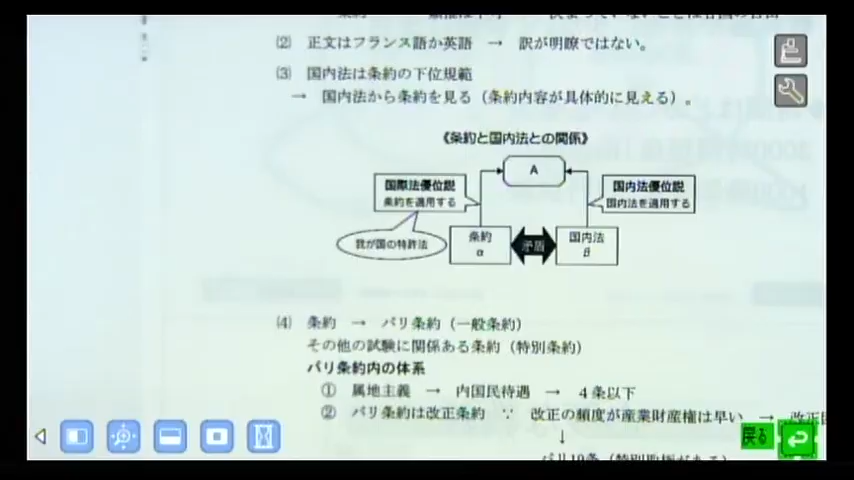 (2) 正文はフランス語か英語 → 訳が明瞭ではない。
(3) 国内法は条約の下位規範
→ 国内法から条約を見る(条約内容が具体的に見える)。
《条約と国内法との関係》
A
国際法優位説
条約を適用する
国内法優位説
国内法を適用する
我が国の特許法
条約
α
矛盾
国内法
β
(4) 条約 → パリ条約(一般条約)
その他の試験に関係ある条約(特別条約)
パリ条約内の体系
① 属地主義 → 内国民待遇 → 4条以下
② パリ条約は改正条約 ∵ 改正の頻度が産業財産権は早い → 改正
↓
戻る